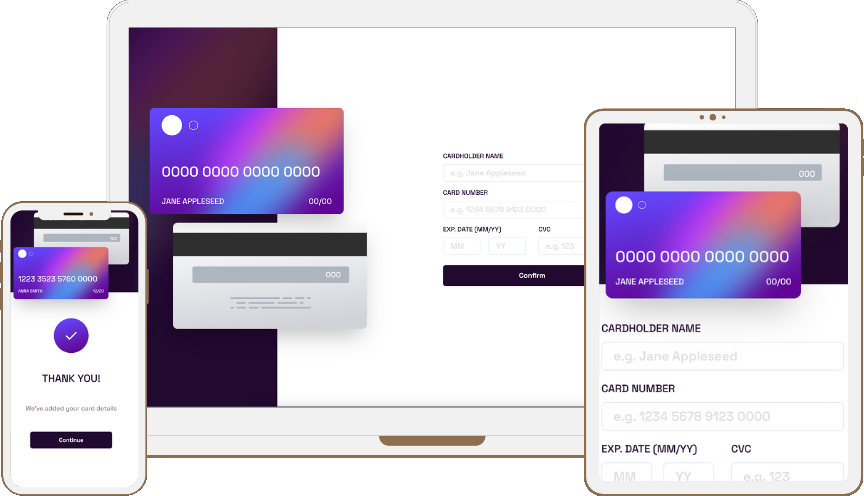 0000 0000 0000 0000
JANE APPLESEED 00/00
000
CARDHOLDER NAME
e.g. Jane Appleseed
CARD NUMBER
e.g. 1234 5678 9123 0000
EXP. DATE (MM/YY) CVC
MM YY e.g. 123
Confirm
000
1223 3523 5760 0000
ANNA SMITH 12/23
THANK YOU!
We've added your card details
Continue
000
0000 0000 0000 0000
JANE APPLESEED 00/00
CARDHOLDER NAME
e.g. Jane Appleseed
CARD NUMBER
e.g. 1234 5678 9123 0000
EXP. DATE (MM/YY) CVC
MM YY e.g. 123